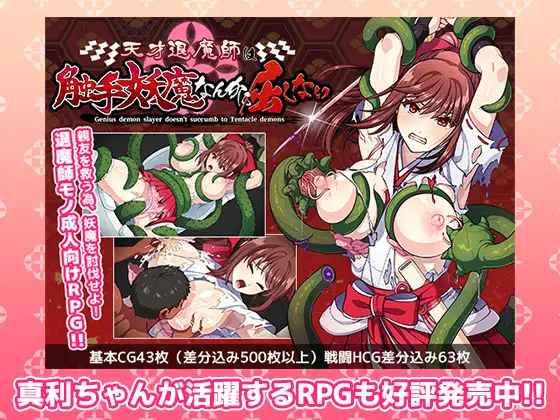 天才退魔師は
触手妖魔なんかに屈しない
Genius demon slayer doesn't succumb to Tentacle demons
親友を救う為、妖魔を討伐せよ!
退魔師モノ成人向けRPG!!
基本CG43枚（差分込み500枚以上）戦闘HCG差分込み63枚
真利ちゃんが活躍するRPGも好評発売中!!